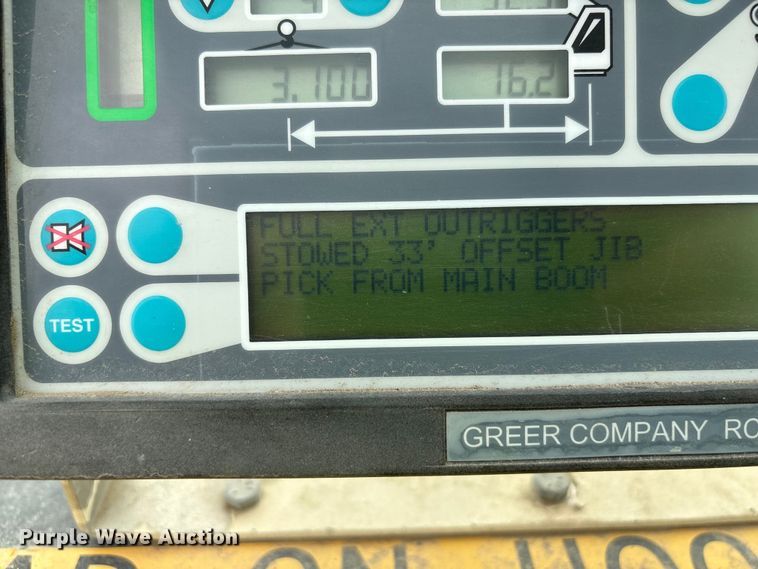 3,100
16.2
FULL EXT OUTRIGGERS
STOWED 33' OFFSET JIB
PICK FROM MAIN BOOM
TEST
GREER COMPANY
Purple Wave Auction